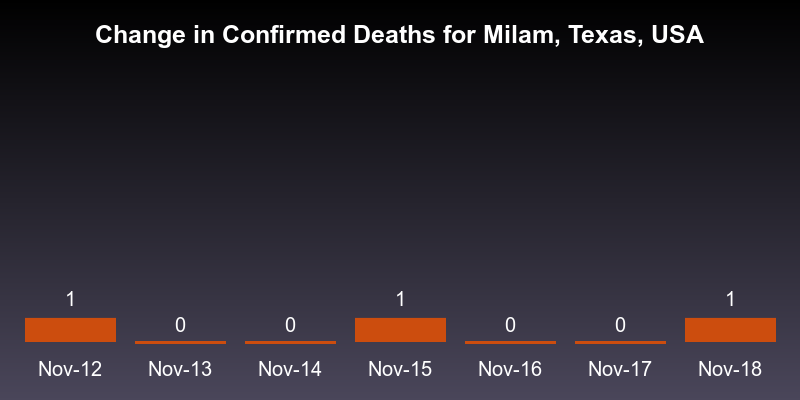 Change in Confirmed Deaths for Milam, Texas, USA
1 0 0 1 0 0 1
Nov-12 Nov-13 Nov-14 Nov-15 Nov-16 Nov-17 Nov-18